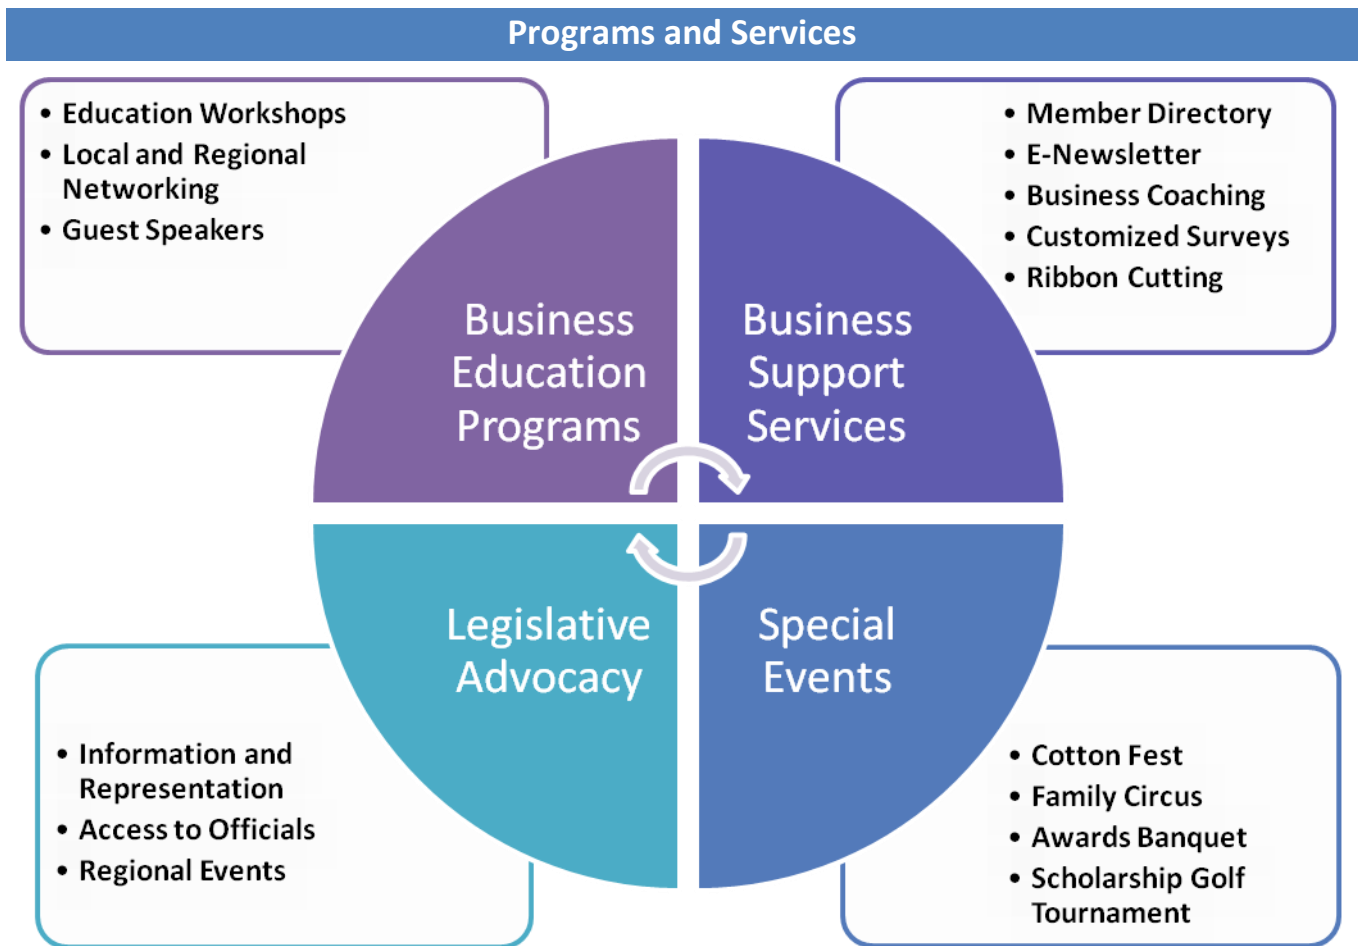 Programs and Services
• Education Workshops
• Local and Regional
Networking
• Guest Speakers
• Member Directory
• E-Newsletter
• Business Coaching
• Customized Surveys
• Ribbon Cutting
Business
Education
Programs
Business
Support
Services
Legislative
Advocacy
Special
Events
• Information and
Representation
• Access to Officials
• Regional Events
• Cotton Fest
• Family Circus
• Awards Banquet
• Scholarship Golf
Tournament